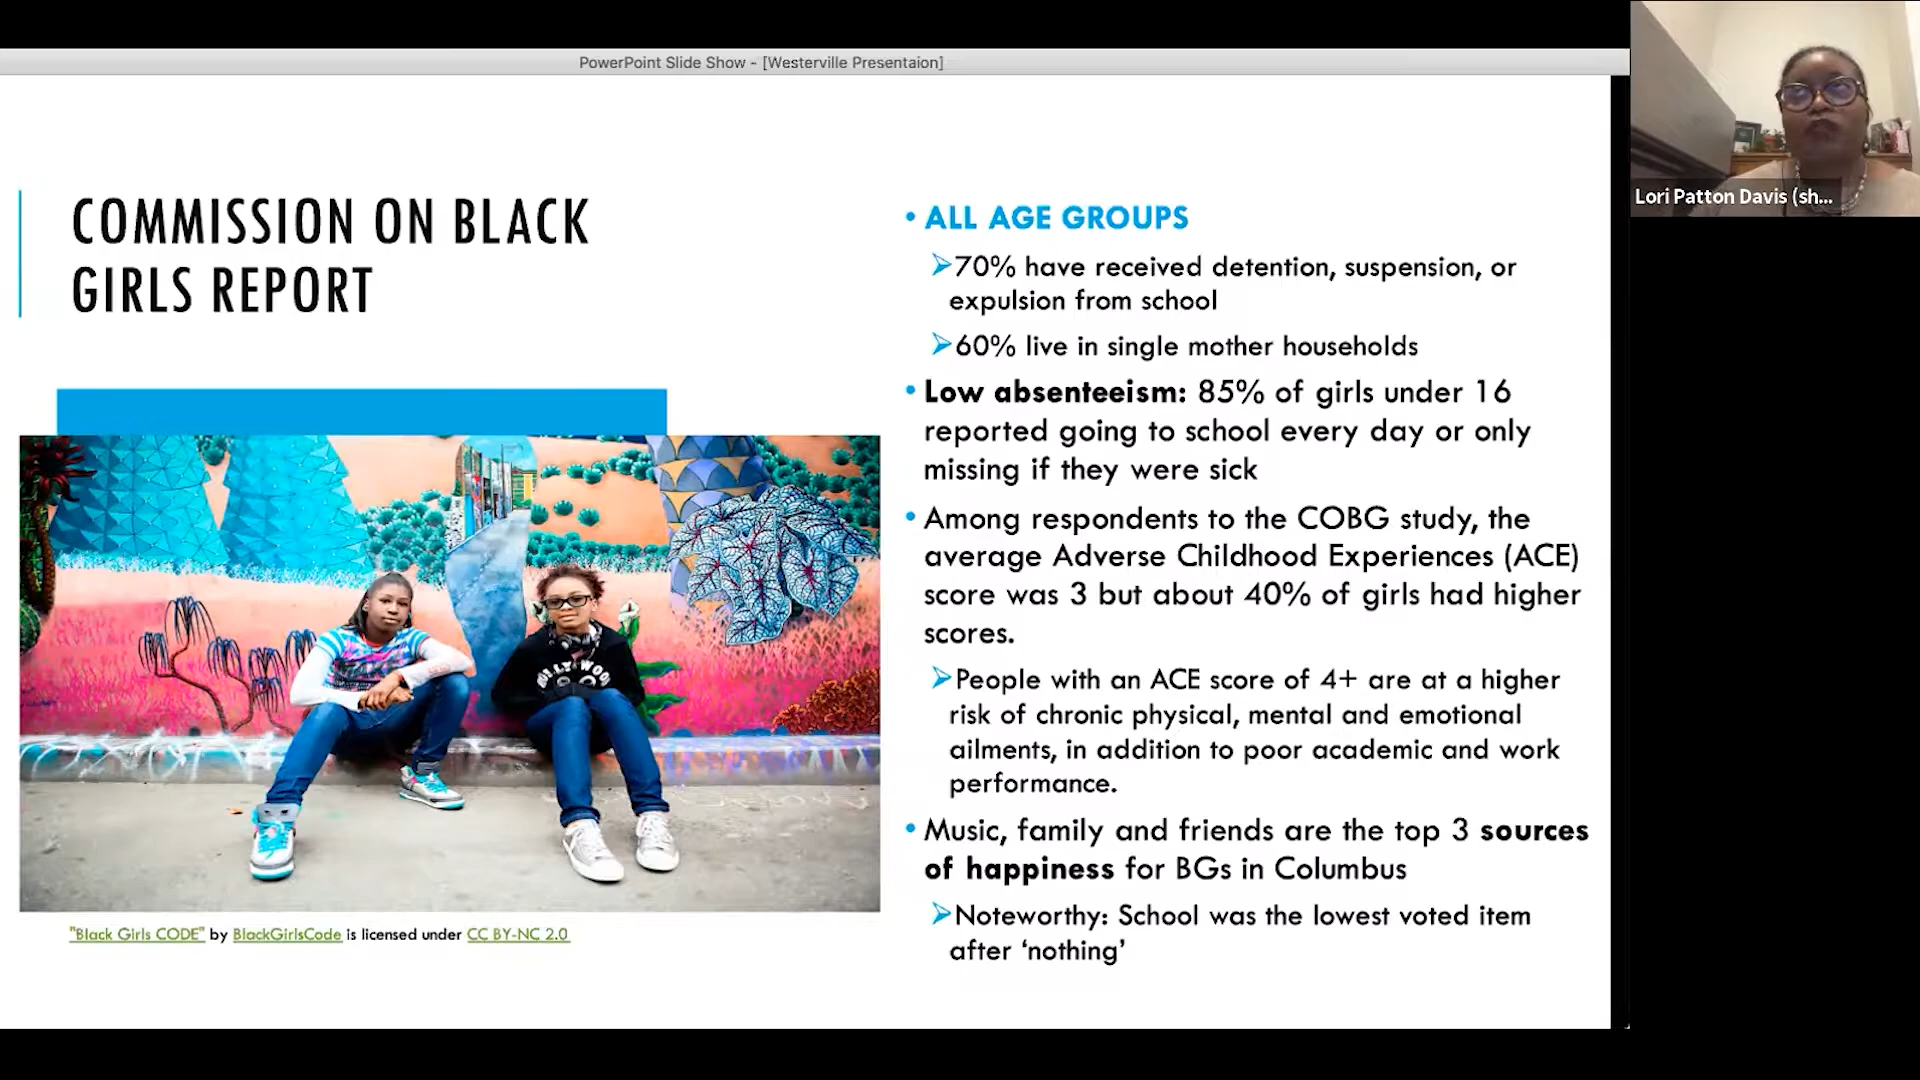 PowerPoint Slide Show - [Westerville Presentaion]
Lori Patton Davis (sh...
COMMISSION ON BLACK
GIRLS REPORT
• ALL AGE GROUPS
➢70% have received detention, suspension, or
expulsion from school
➢60% live in single mother households
• Low absenteeism: 85% of girls under 16
reported going to school every day or only
missing if they were sick
• Among respondents to the COBG study, the
average Adverse Childhood Experiences (ACE)
score was 3 but about 40% of girls had higher
scores.
➢People with an ACE score of 4+ are at a higher
risk of chronic physical, mental and emotional
ailments, in addition to poor academic and work
performance.
• Music, family and friends are the top 3 sources
of happiness for BGs in Columbus
➢Noteworthy: School was the lowest voted item
after ‘nothing’
HOLLYWOOD
"Black Girls CODE" by BlackGirlsCode is licensed under CC BY-NC 2.0